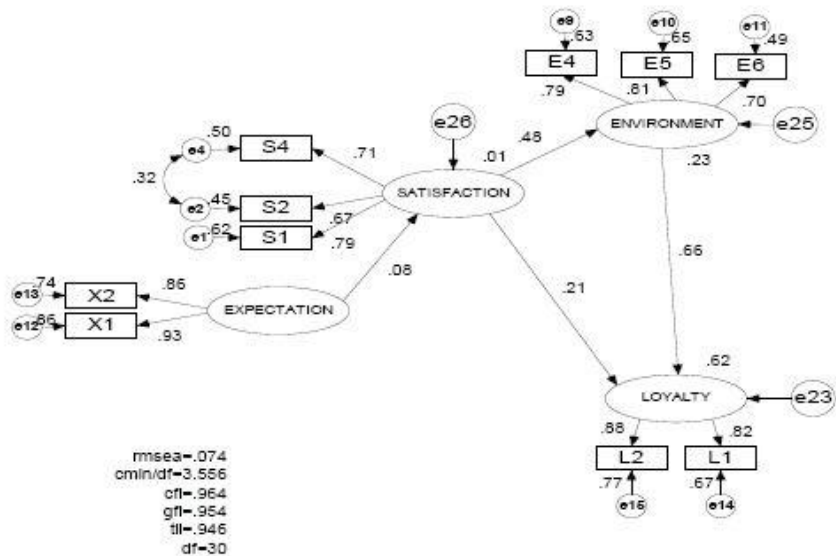 e9
e10
e11
.63
.65
.49
E4
E5
E6
.79
.81
.70
e26
ENVIRONMENT
e25
.50
e4
S4
.48
.23
.71
.01
.32
SATISFACTION
e2
.45
S2
.67
e1
.62
S1
.79
.66
.08
.21
e13
.74
X2
.86
EXPECTATION
e12
.86
X1
.93
.62
LOYALTY
e23
.88
.82
L2
L1
.77
.67
e15
e14
rmsea=.074
cmin/df=3.556
cfi=.964
gfi=.954
tli=.946
df=30